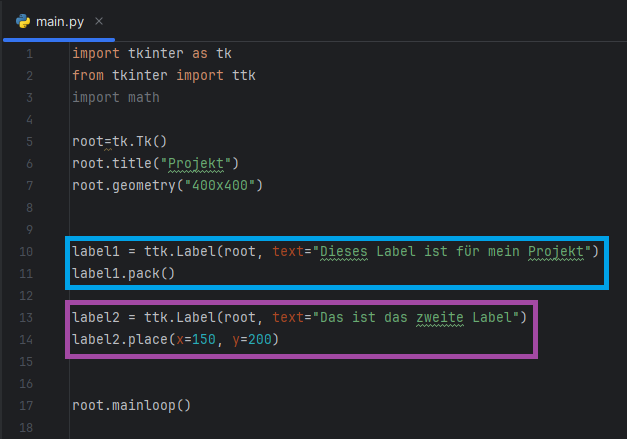 main.py ×
1 import tkinter as tk
2 from tkinter import ttk
3 import math
4
5 root=tk.Tk()
6 root.title("Projekt")
7 root.geometry("400x400")
8
9
10 label1 = ttk.Label(root, text="Dieses Label ist für mein Projekt")
11 label1.pack()
12
13 label2 = ttk.Label(root, text="Das ist das zweite Label")
14 label2.place(x=150, y=200)
15
16
17 root.mainloop()
18